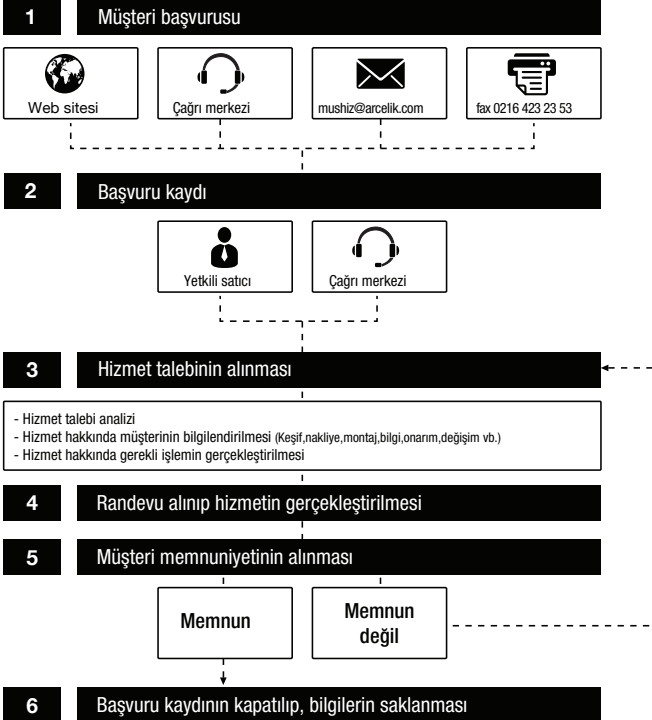 1 Müşteri başvurusu
Web sitesi
Çağrı merkezi
mushiz@arcelik.com
fax 0216 423 23 53
2 Başvuru kaydı
Yetkili satıcı
Çağrı merkezi
3 Hizmet talebinin alınması
- Hizmet talebi analizi
- Hizmet hakkında müşterinin bilgilendirilmesi (Keşif,nakliye,montaj,bilgi,onarım,değişim vb.)
- Hizmet hakkında gerekli işlemin gerçekleştirilmesi
4 Randevu alınıp hizmetin gerçekleştirilmesi
5 Müşteri memnuniyetinin alınması
Memnun
Memnun
değil
6 Başvuru kaydının kapatılıp, bilgilerin saklanması